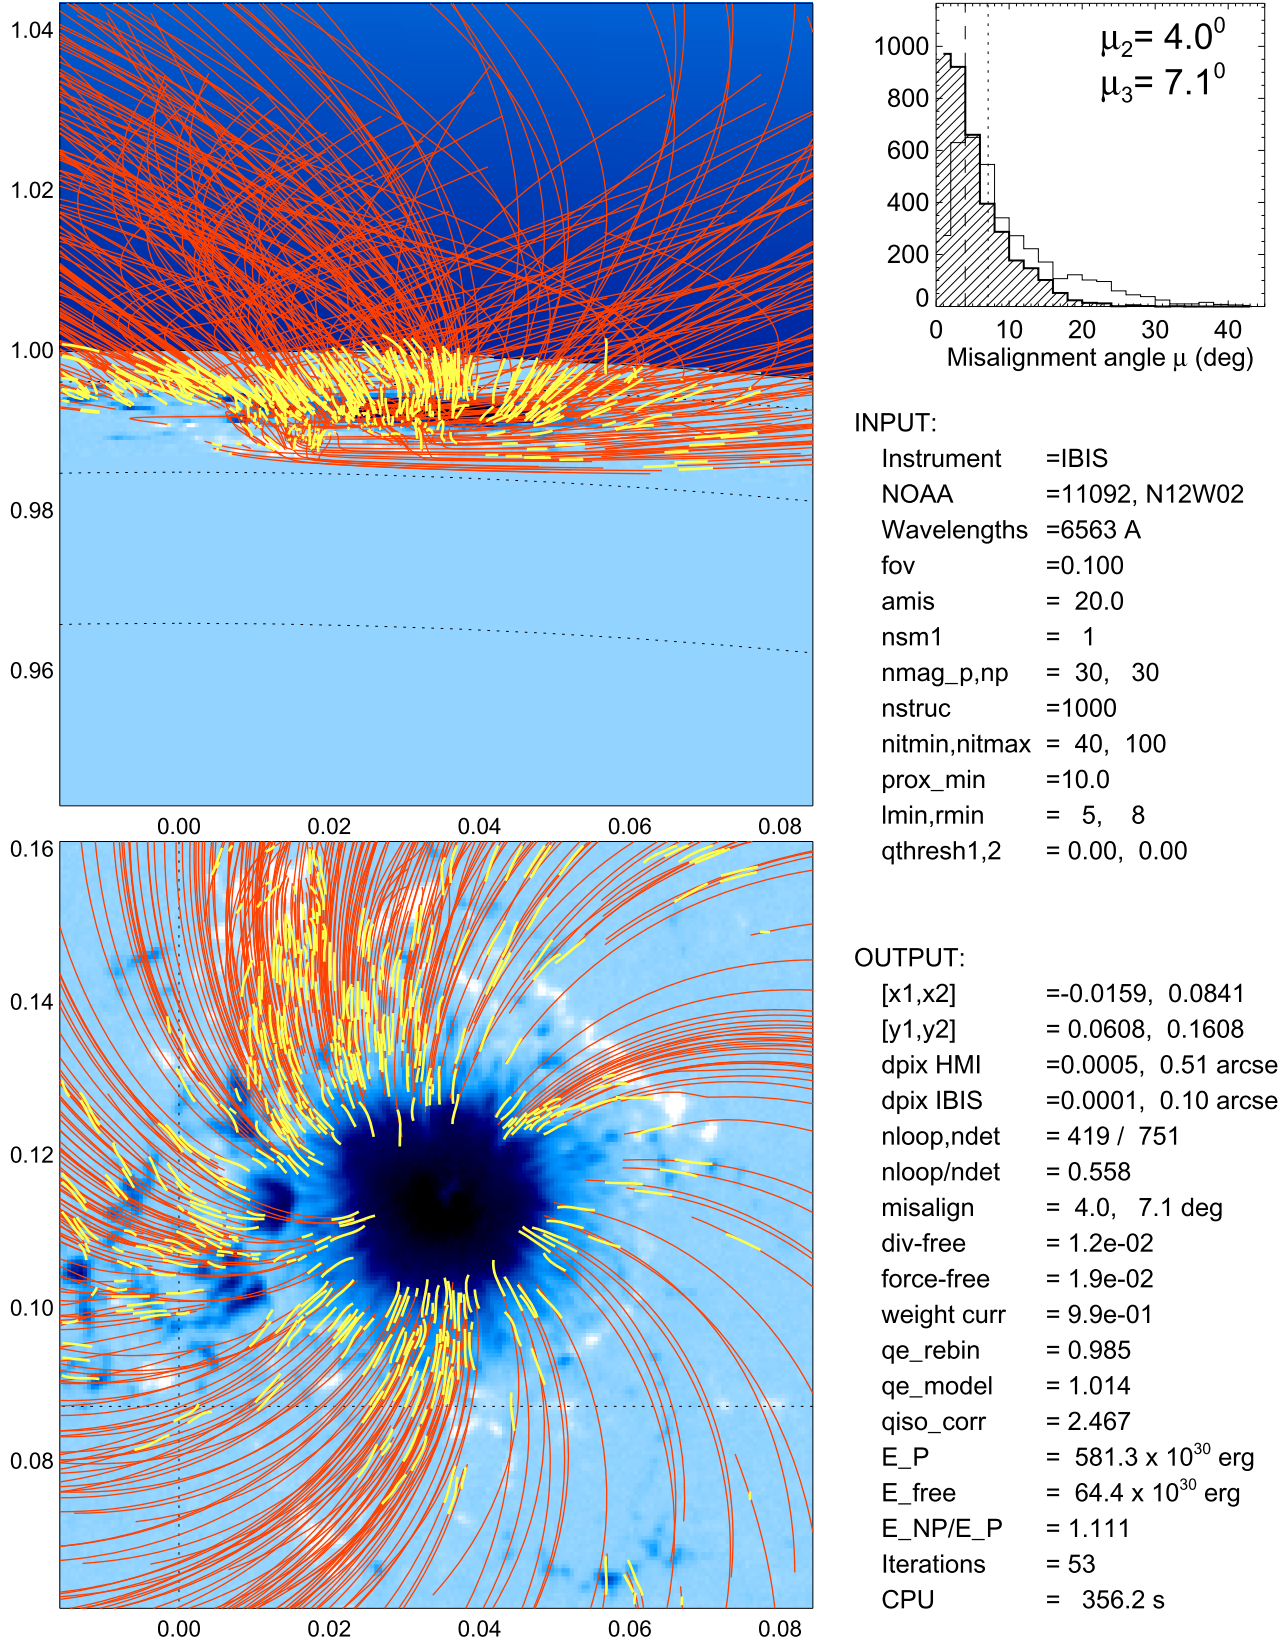 1.04
1.02
1.00
0.98
0.96
0.00 0.02 0.04 0.06 0.08
0.16
0.14
0.12
0.10
0.08
0.00 0.02 0.04 0.06 0.08
μ2= 4.0⁰
μ3= 7.1⁰
1000
800
600
400
200
0
0 10 20 30 40
Misalignment angle μ (deg)
INPUT:
Instrument =IBIS
NOAA =11092, N12W02
Wavelengths =6563 A
fov =0.100
amis = 20.0
nsm1 = 1
nmag_p,np = 30, 30
nstruc =1000
nitmin,nitmax = 40, 100
prox_min =10.0
lmin,rmin = 5, 8
qthresh1,2 = 0.00, 0.00
OUTPUT:
[x1,x2] =-0.0159, 0.0841
[y1,y2] = 0.0608, 0.1608
dpix HMI =0.0005, 0.51 arcse
dpix IBIS =0.0001, 0.10 arcse
nloop,ndet = 419 / 751
nloop/ndet = 0.558
misalign = 4.0, 7.1 deg
div-free = 1.2e-02
force-free = 1.9e-02
weight curr = 9.9e-01
qe_rebin = 0.985
qe_model = 1.014
qiso_corr = 2.467
E_P = 581.3 x 10³⁰ erg
E_free = 64.4 x 10³⁰ erg
E_NP/E_P = 1.111
Iterations = 53
CPU = 356.2 s